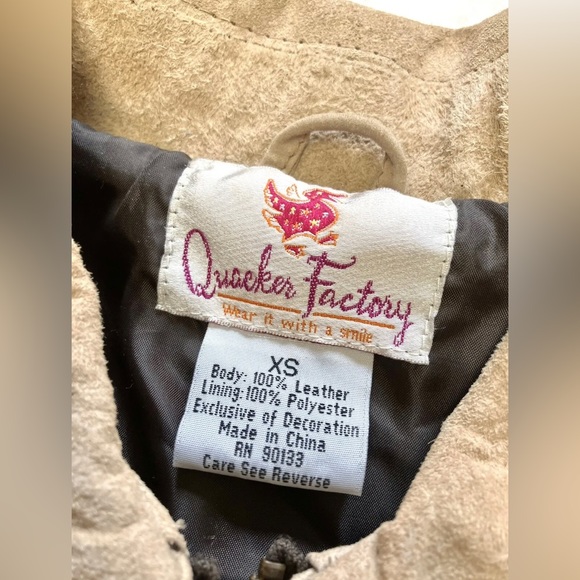 Quacker Factory
Wear it with a smile
XS
Body: 100% Leather
Lining:100% Polyester
Exclusive of Decoration
Made in China
RN 90133
Care See Reverse